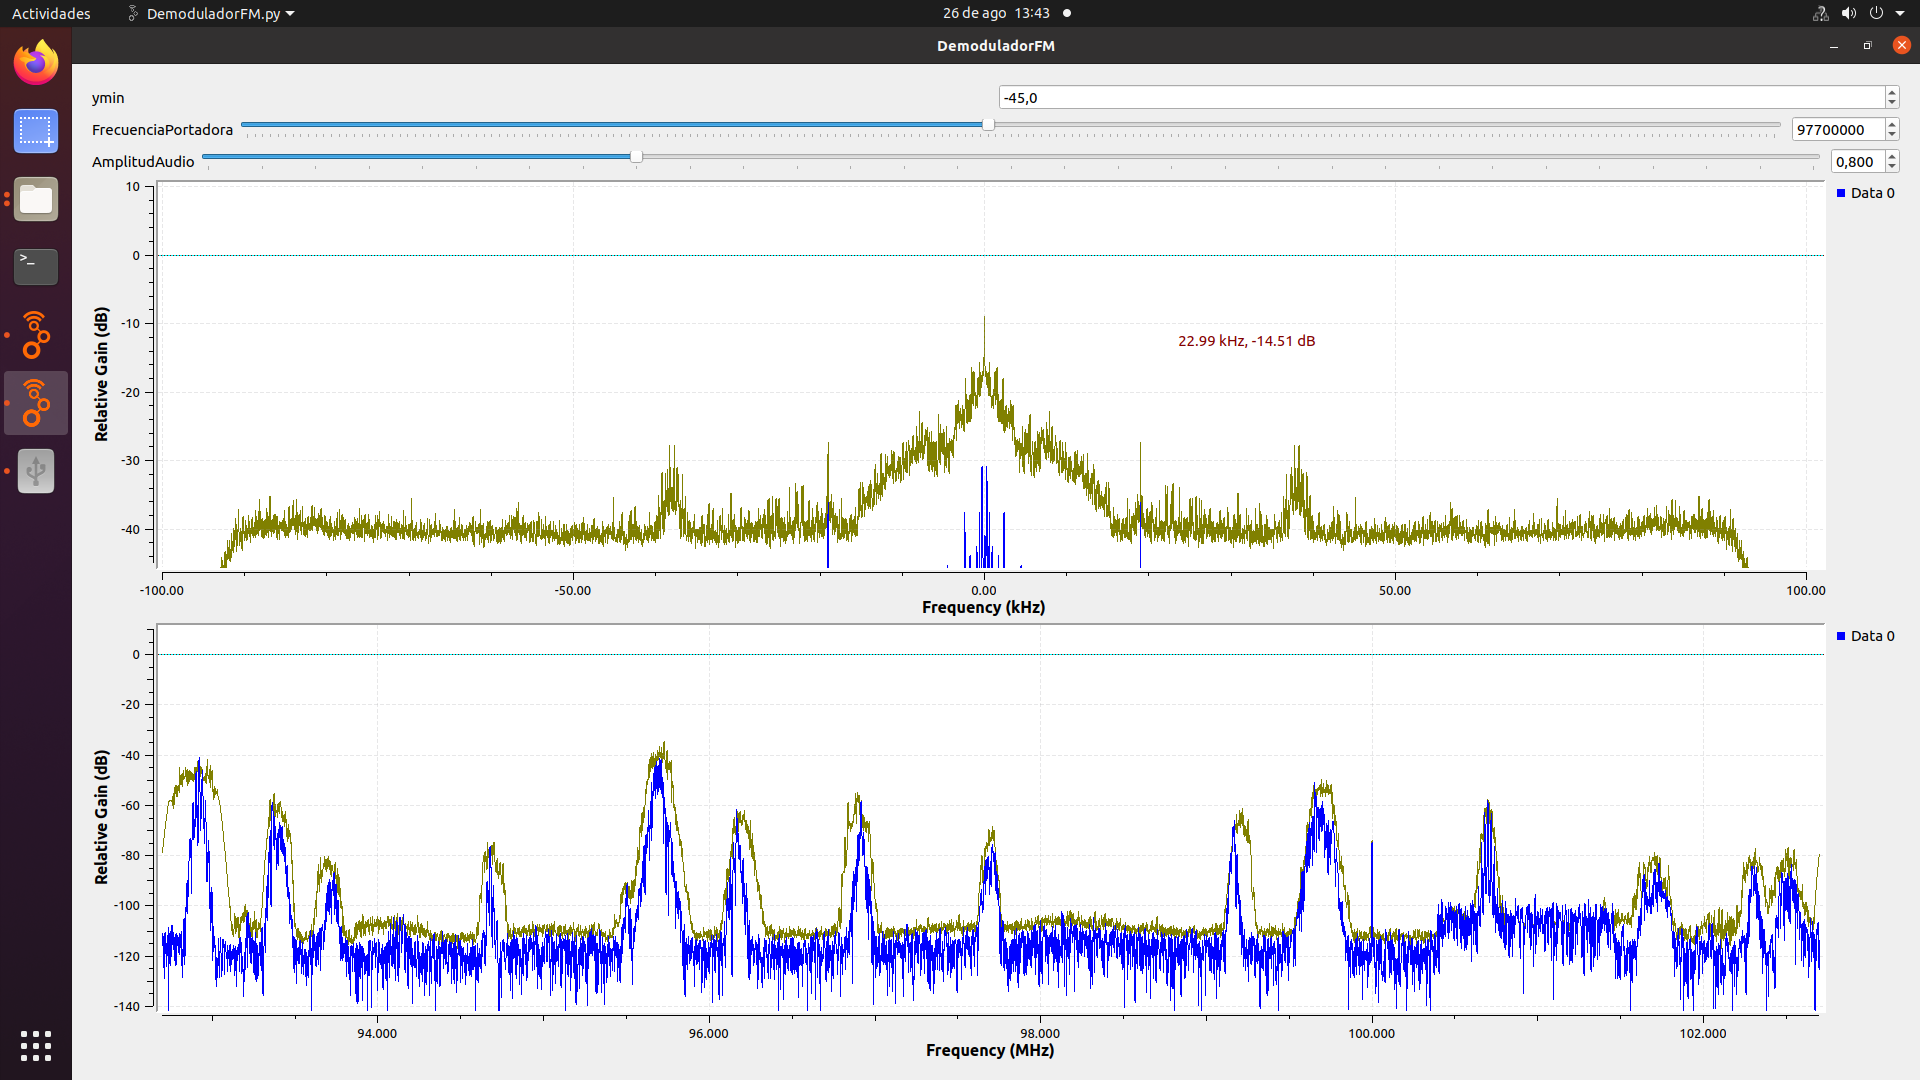 Actividades DemoduladorFM.py 26 de ago 13:43
DemoduladorFM
ymin -45,0
FrecuenciaPortadora 97700000
AmplitudAudio 0,800
10
0
-10
-20
-30
-40
Relative Gain (dB)
Data 0
22.99 kHz, -14.51 dB
-100.00 -50.00 0.00 50.00 100.00
Frequency (kHz)
0
-20
-40
-60
-80
-100
-120
-140
Relative Gain (dB)
Data 0
94.000 96.000 98.000 100.000 102.000
Frequency (MHz)
>_